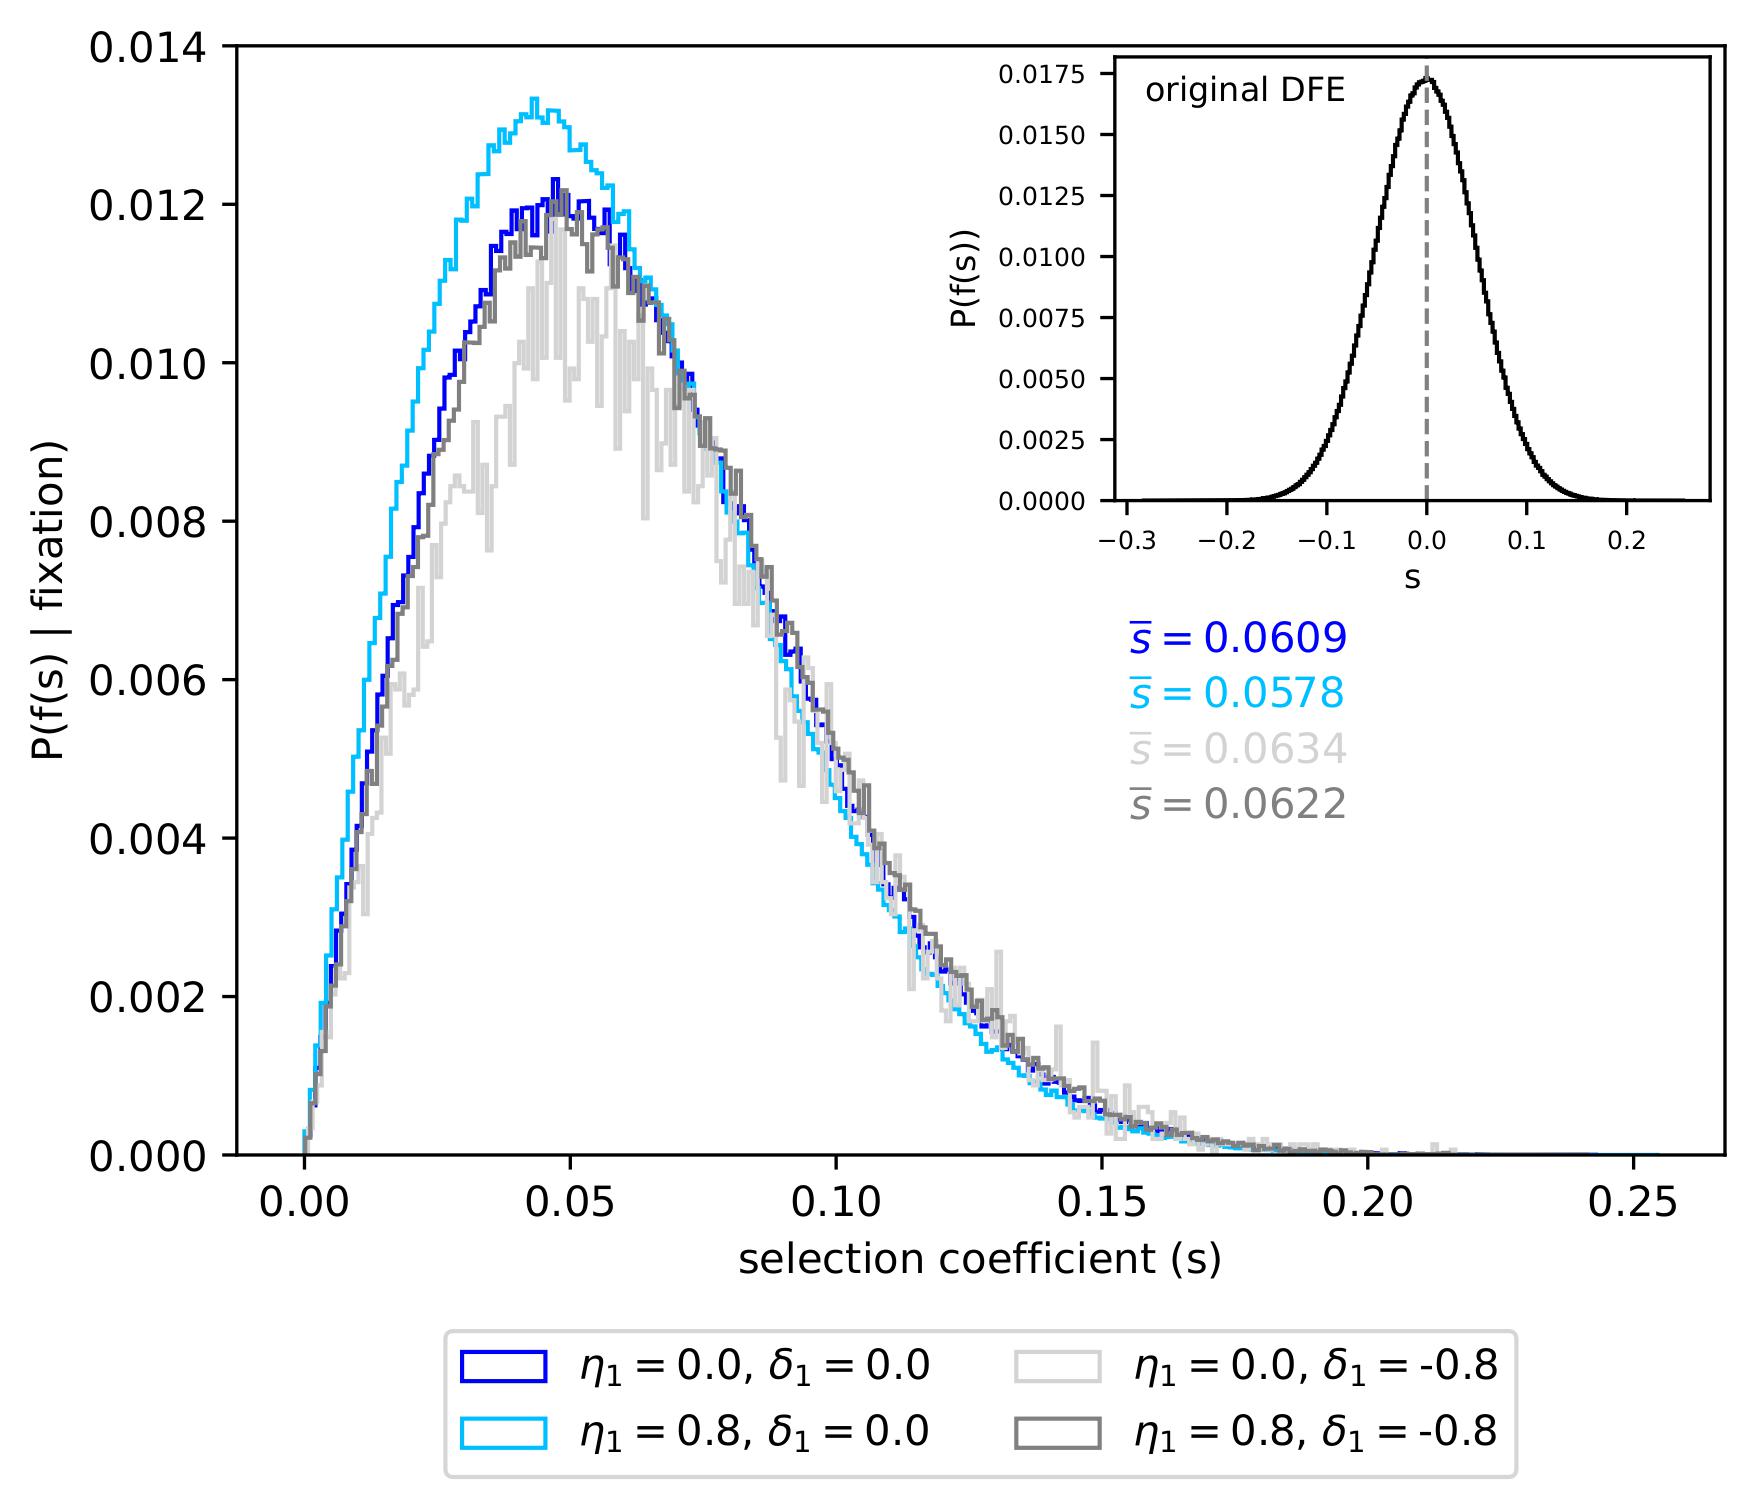 0.014
0.012
0.010
0.008
0.006
0.004
0.002
0.000
P(f(s) | fixation)
0.00 0.05 0.10 0.15 0.20 0.25
selection coefficient (s)
original DFE
0.0175
0.0150
0.0125
0.0100
0.0075
0.0050
0.0025
0.0000
P(f(s))
−0.3 −0.2 −0.1 0.0 0.1 0.2
s
s̅ = 0.0609
s̅ = 0.0578
s̅ = 0.0634
s̅ = 0.0622
η₁ = 0.0, δ₁ = 0.0
η₁ = 0.8, δ₁ = 0.0
η₁ = 0.0, δ₁ = -0.8
η₁ = 0.8, δ₁ = -0.8